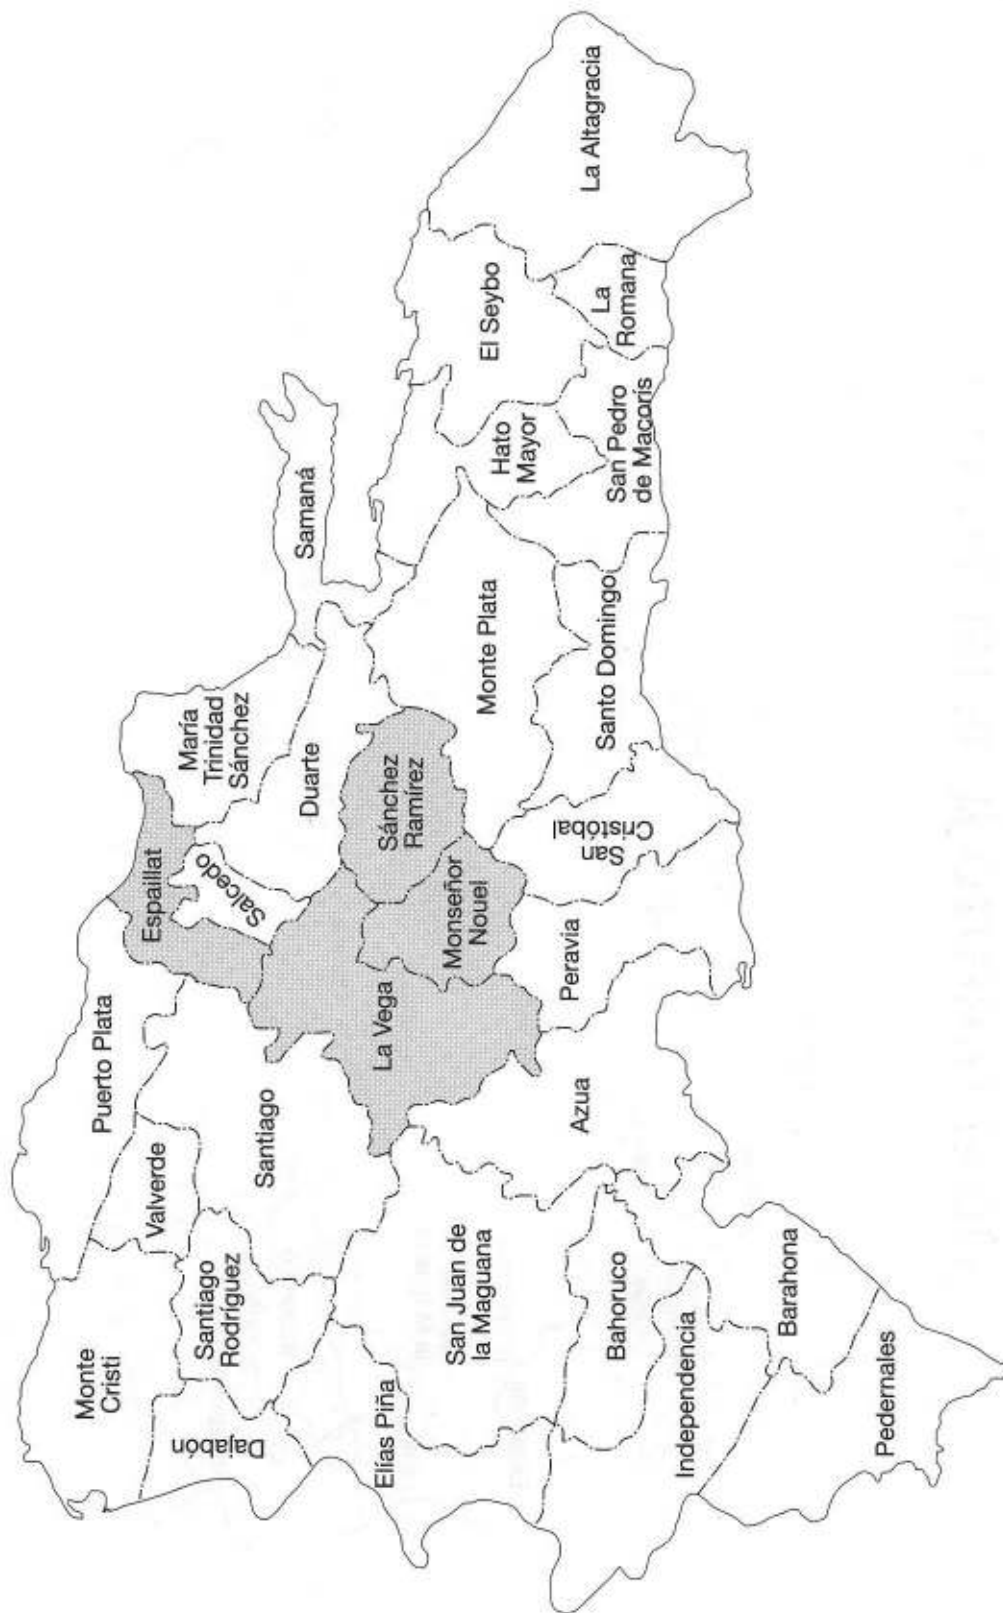 Puerto Plata
Monte
Cristi
Valverde
Espaillat
María
Trinidad
Sánchez
Samaná
Santiago
Rodríguez
Santiago
Salcedo
Dajabón
Duarte
La Vega
Sánchez
Ramírez
Elías Piña
San Juan de
la Maguana
Monseñor
Nouel
Monte Plata
Hato
Mayor
El Seybo
La Altagracia
Azua
Peravia
San
Cristóbal
Santo Domingo
San Pedro
de Macorís
La
Romana
Bahoruco
Independencia
Barahona
Pedernales